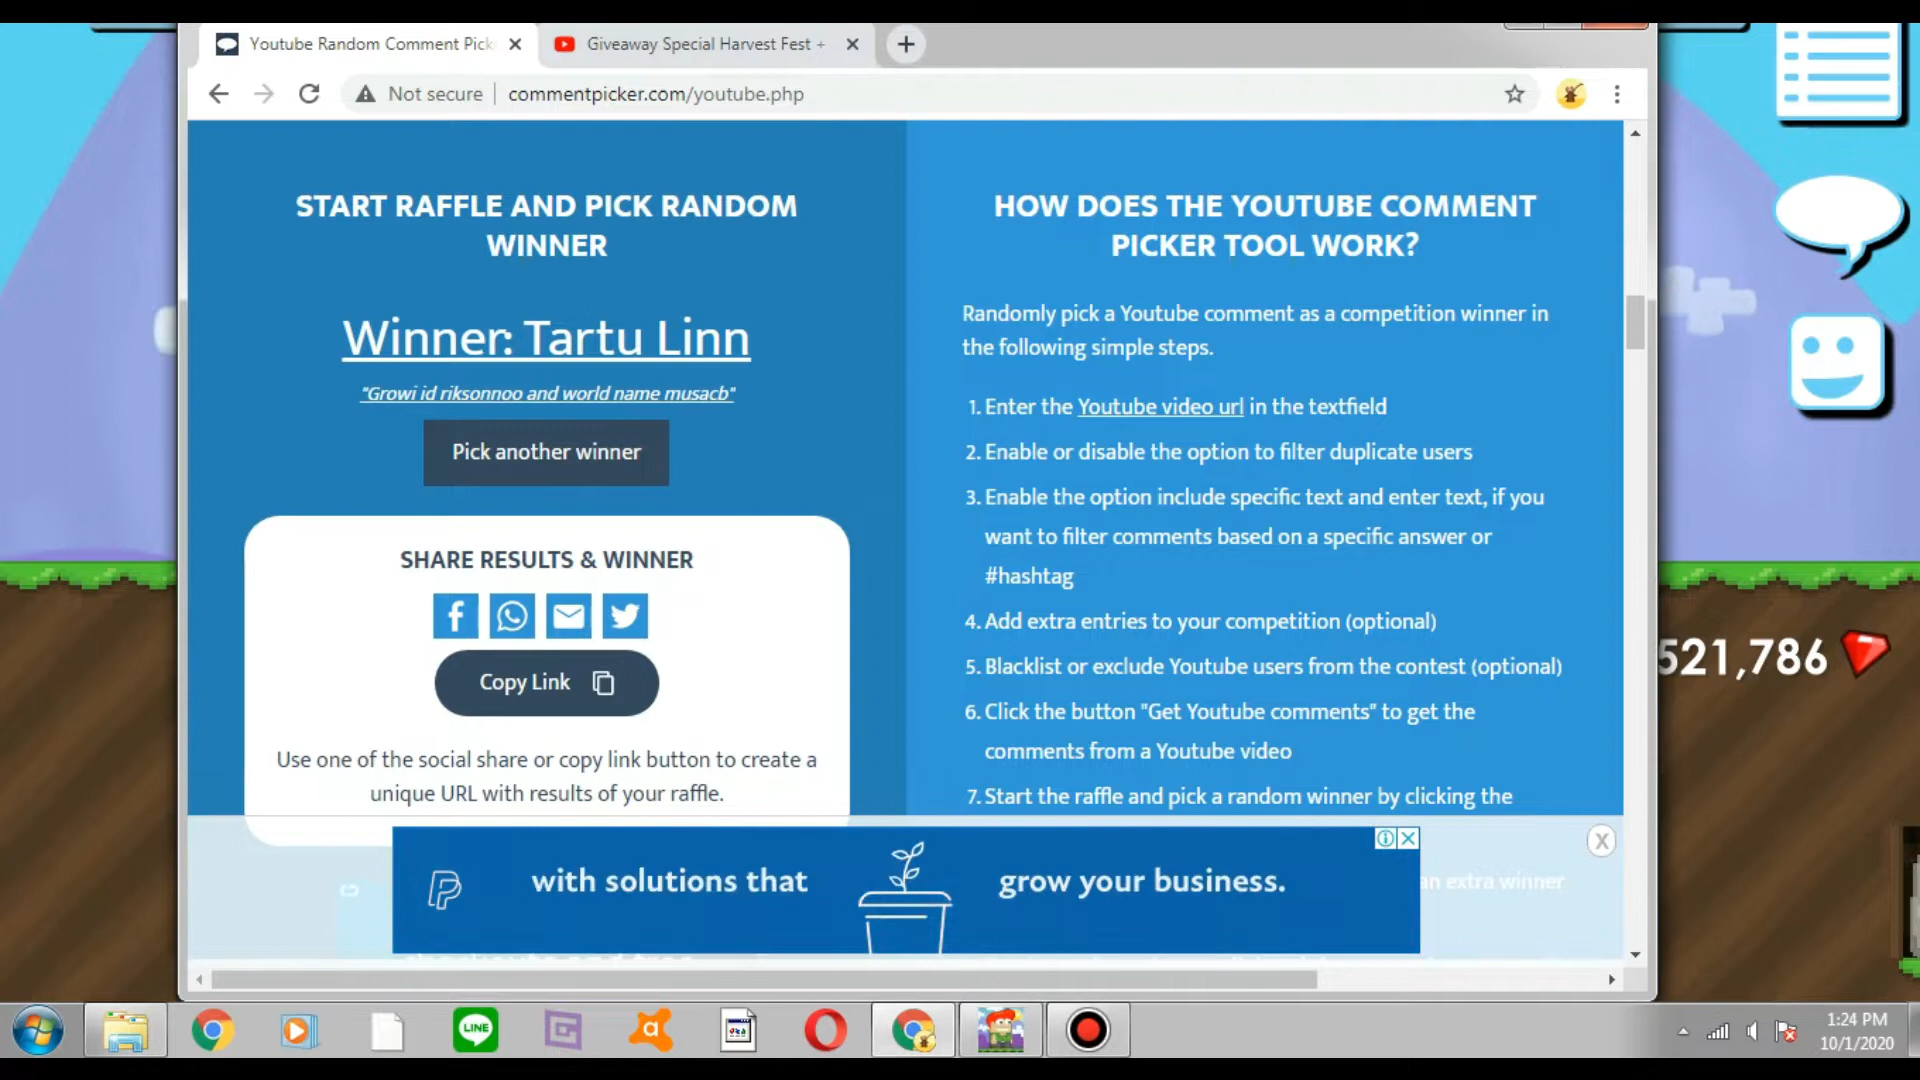 Youtube Random Comment Pick
Giveaway Special Harvest Fest +
Not secure
commentpicker.com/youtube.php
START RAFFLE AND PICK RANDOM
WINNER
Winner: Tartu Linn
"Growi id riksonnoo and world name musacb"
Pick another winner
SHARE RESULTS & WINNER
Copy Link
Use one of the social share or copy link button to create a
unique URL with results of your raffle.
HOW DOES THE YOUTUBE COMMENT
PICKER TOOL WORK?
Randomly pick a Youtube comment as a competition winner in
the following simple steps.
1. Enter the Youtube video url in the textfield
2. Enable or disable the option to filter duplicate users
3. Enable the option include specific text and enter text, if you
want to filter comments based on a specific answer or
#hashtag
4. Add extra entries to your competition (optional)
5. Blacklist or exclude Youtube users from the contest (optional)
6. Click the button "Get Youtube comments" to get the
comments from a Youtube video
7. Start the raffle and pick a random winner by clicking the
an extra winner
with solutions that
grow your business.
521,786
LINE
1:24 PM
10/1/2020